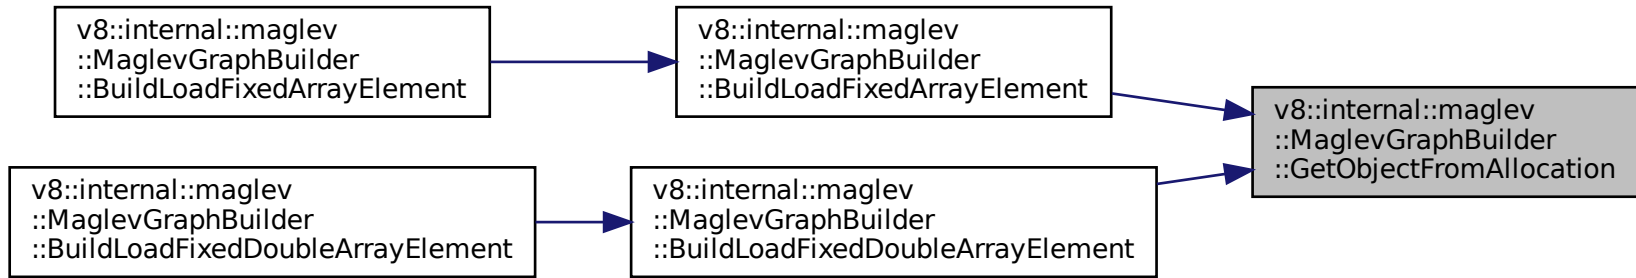 v8::internal::maglev
::MaglevGraphBuilder
::BuildLoadFixedArrayElement
v8::internal::maglev
::MaglevGraphBuilder
::BuildLoadFixedArrayElement
v8::internal::maglev
::MaglevGraphBuilder
::GetObjectFromAllocation
v8::internal::maglev
::MaglevGraphBuilder
::BuildLoadFixedDoubleArrayElement
v8::internal::maglev
::MaglevGraphBuilder
::BuildLoadFixedDoubleArrayElement